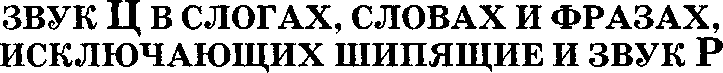 ЗВУК Ц В СЛОГАХ, СЛОВАХ И ФРАЗАХ,
ИСКЛЮЧАЮЩИХ ШИПЯЩИЕ И ЗВУК Р